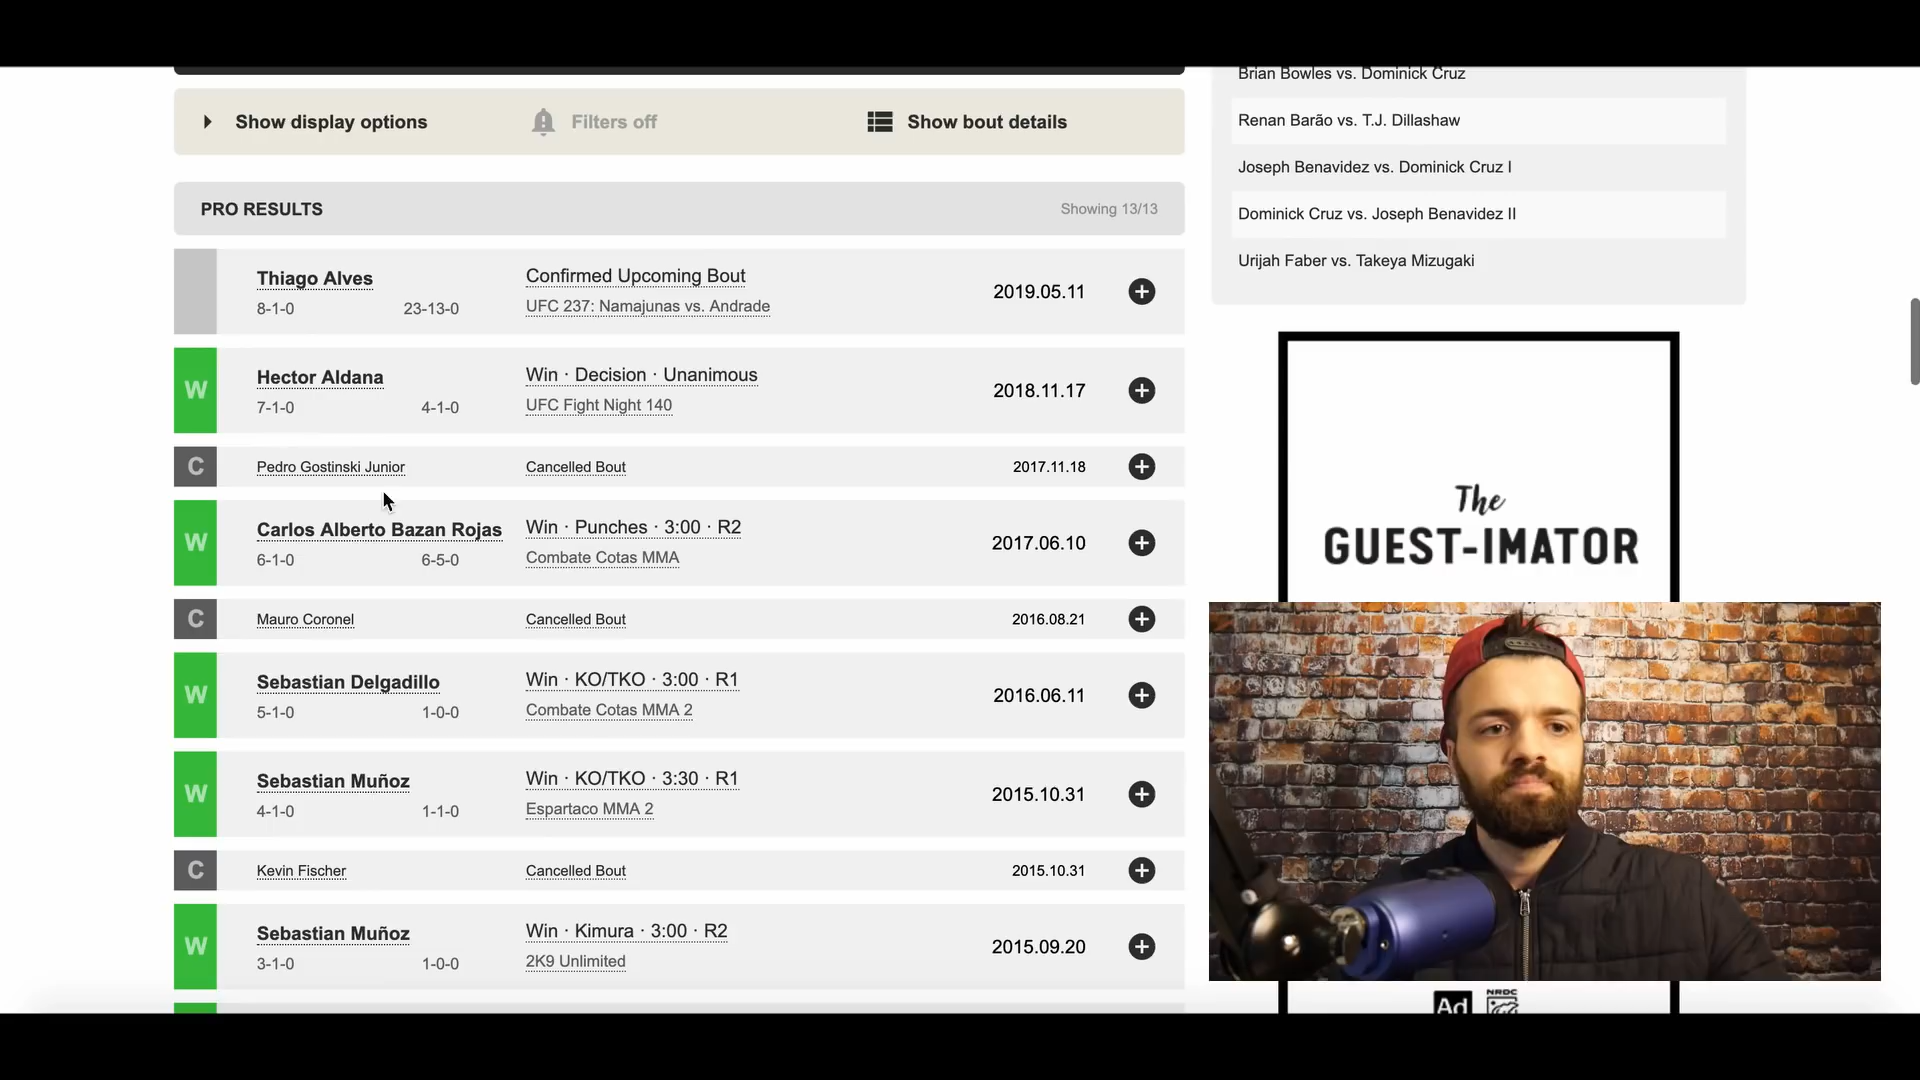 Show display options
Filters off
Show bout details
PRO RESULTS
Showing 13/13
Thiago Alves
8-1-0
23-13-0
Confirmed Upcoming Bout
UFC 237: Namajunas vs. Andrade
2019.05.11
W
Hector Aldana
7-1-0
4-1-0
Win · Decision · Unanimous
UFC Fight Night 140
2018.11.17
C
Pedro Gostinski Junior
Cancelled Bout
2017.11.18
W
Carlos Alberto Bazan Rojas
6-1-0
6-5-0
Win · Punches · 3:00 · R2
Combate Cotas MMA
2017.06.10
C
Mauro Coronel
Cancelled Bout
2016.08.21
W
Sebastian Delgadillo
5-1-0
1-0-0
Win · KO/TKO · 3:00 · R1
Combate Cotas MMA 2
2016.06.11
W
Sebastian Muñoz
4-1-0
1-1-0
Win · KO/TKO · 3:30 · R1
Espartaco MMA 2
2015.10.31
C
Kevin Fischer
Cancelled Bout
2015.10.31
W
Sebastian Muñoz
3-1-0
1-0-0
Win · Kimura · 3:00 · R2
2K9 Unlimited
2015.09.20
Brian Bowles vs. Dominick Cruz
Renan Barão vs. T.J. Dillashaw
Joseph Benavidez vs. Dominick Cruz I
Dominick Cruz vs. Joseph Benavidez II
Urijah Faber vs. Takeya Mizugaki
The
GUEST-IMATOR
Ad
NRDC